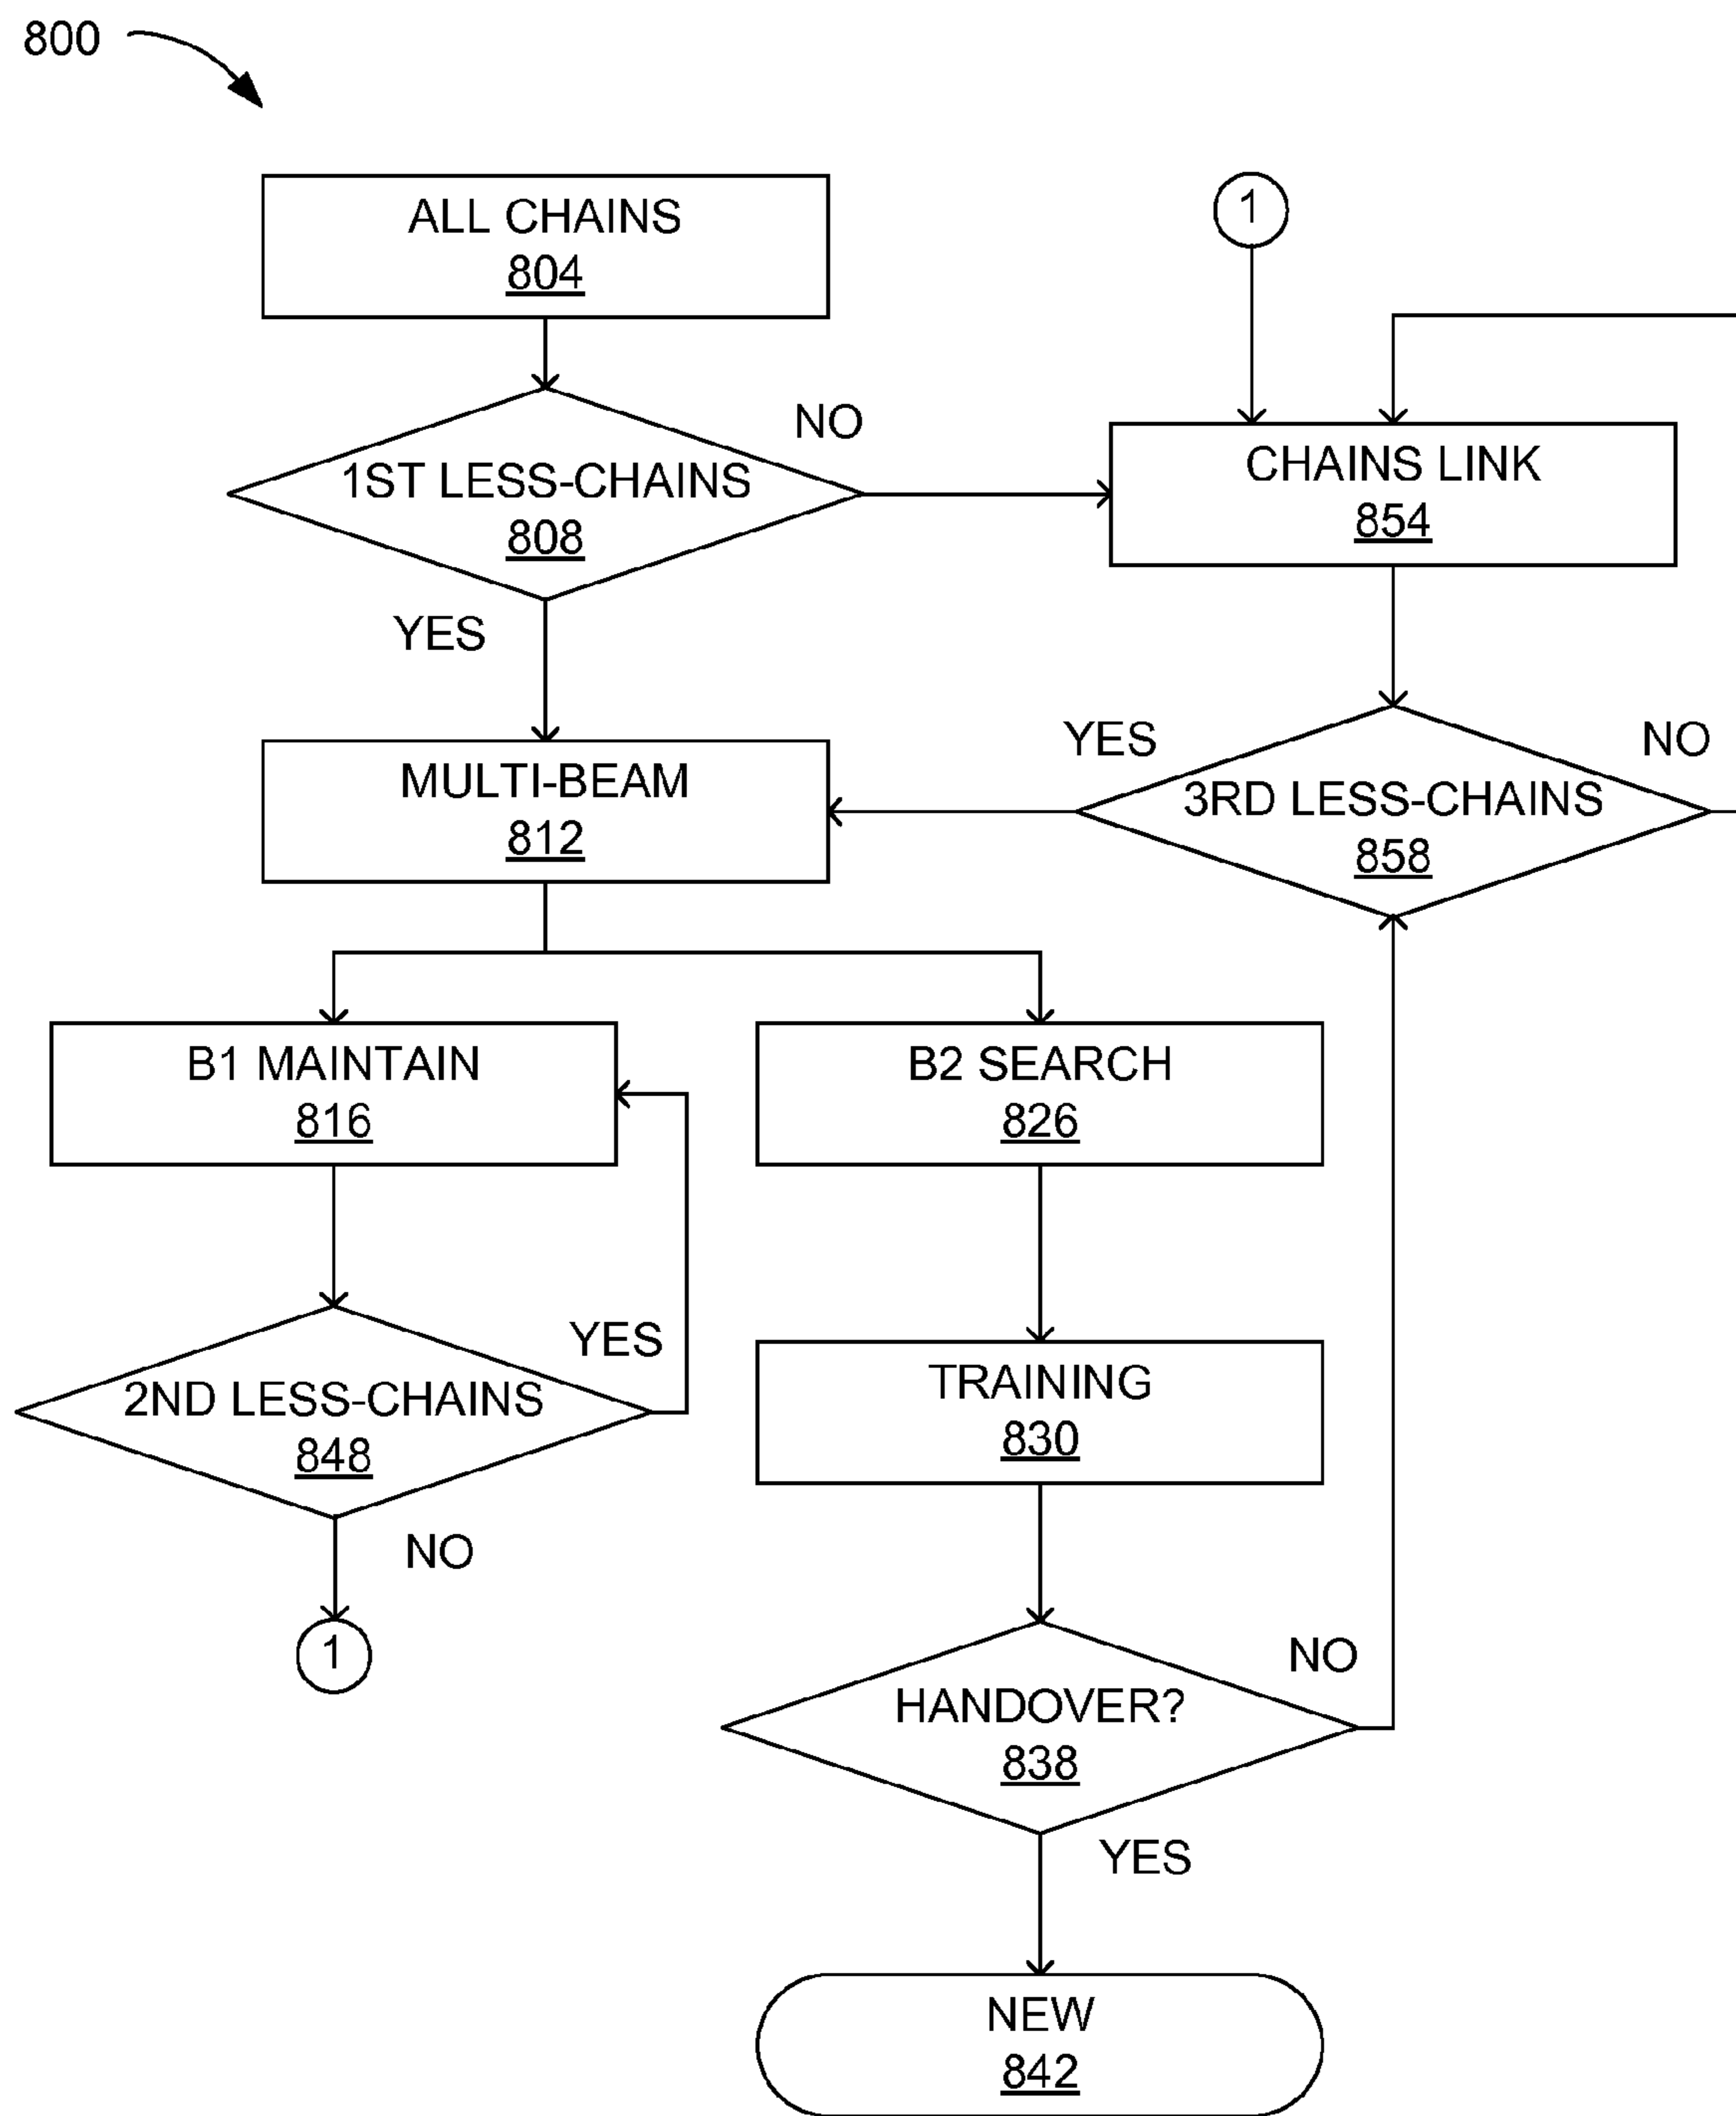 800
ALL CHAINS
804
1
NO
1ST LESS-CHAINS
808
CHAINS LINK
854
YES
YES
NO
MULTI-BEAM
812
3RD LESS-CHAINS
858
B1 MAINTAIN
816
B2 SEARCH
826
YES
2ND LESS-CHAINS
848
TRAINING
830
NO
1
NO
HANDOVER?
838
YES
NEW
842